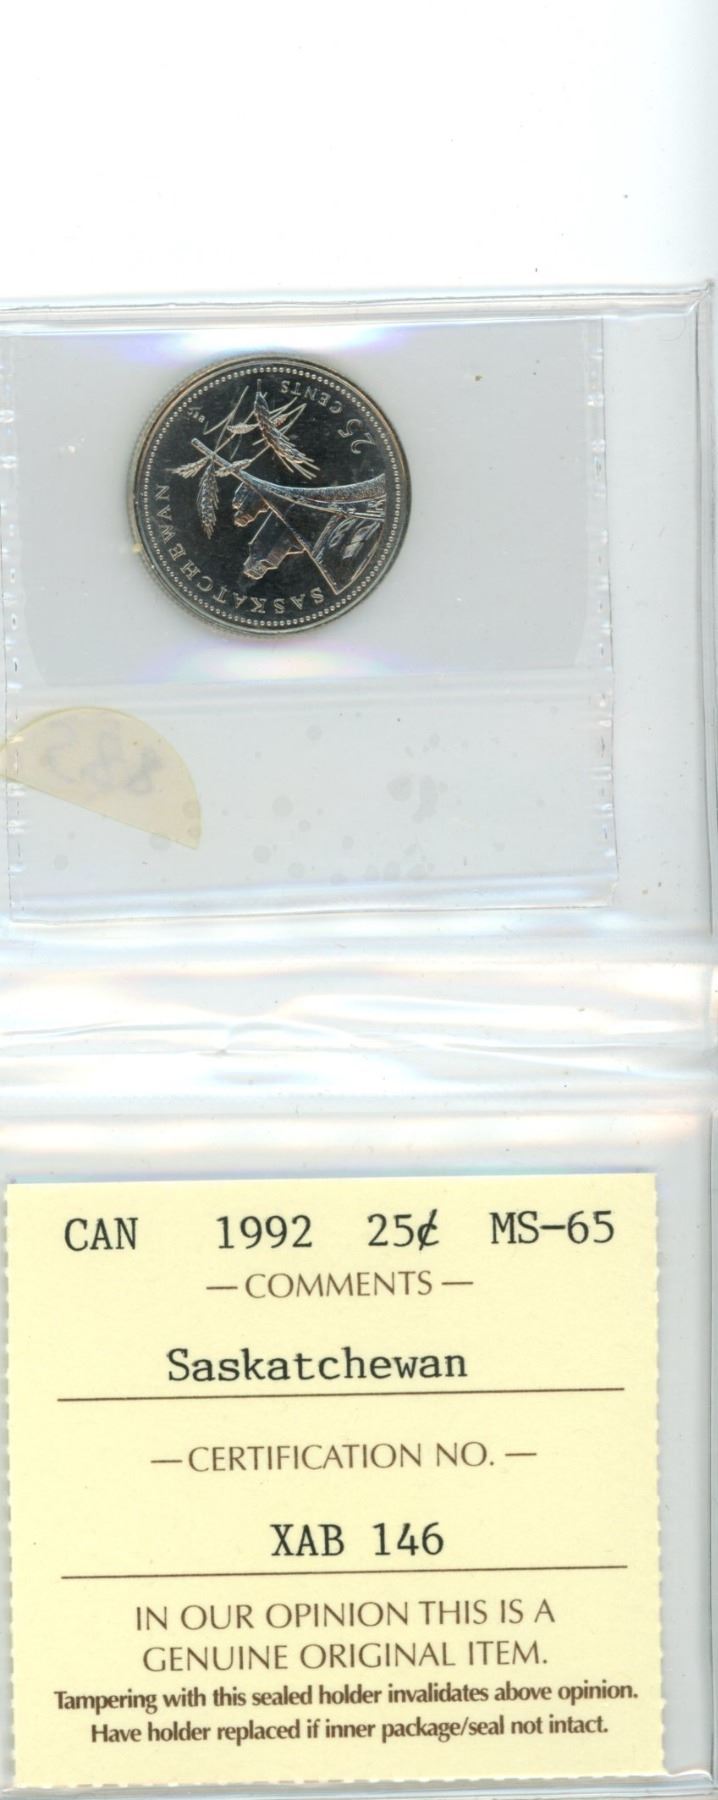 SASKATCHEWAN
25 CENTS
885
CAN 1992 25¢ MS-65
— COMMENTS —
Saskatchewan
— CERTIFICATION NO. —
XAB 146
IN OUR OPINION THIS IS A
GENUINE ORIGINAL ITEM.
Tampering with this sealed holder invalidates above opinion.
Have holder replaced if inner package/seal not intact.